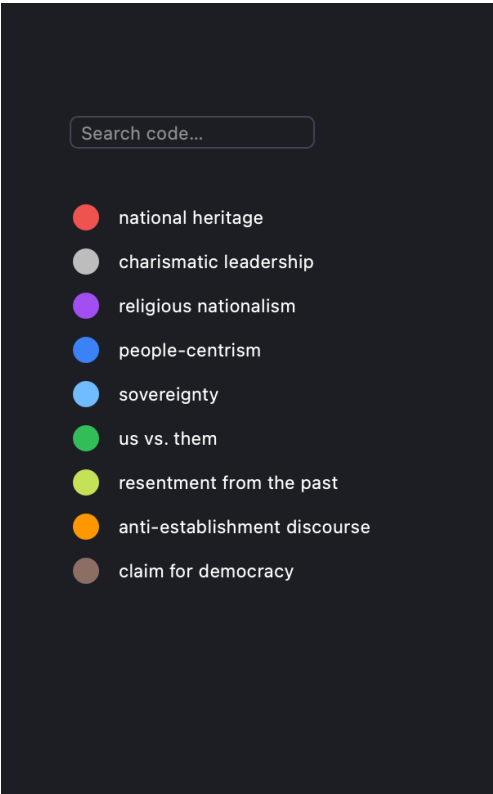 Search code...
national heritage
charismatic leadership
religious nationalism
people-centrism
sovereignty
us vs. them
resentment from the past
anti-establishment discourse
claim for democracy